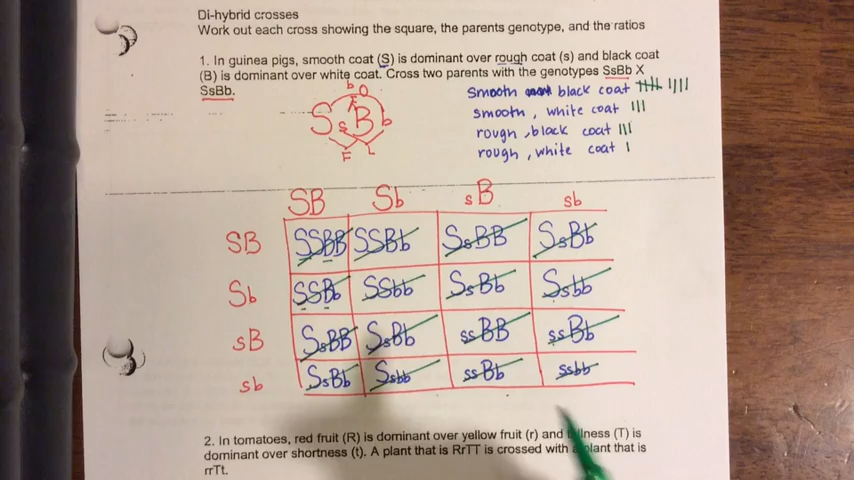 Di-hybrid crosses
Work out each cross showing the square, the parents genotype, and the ratios
1. In guinea pigs, smooth coat (S) is dominant over rough coat (s) and black coat
(B) is dominant over white coat. Cross two parents with the genotypes SsBb X
SsBb.
Smooth black coat
smooth, white coat
rough, black coat
rough, white coat
F O I L
S s B b
SB Sb sB sb
SB SSBB SSBb SsBB SsBb
Sb SSBb SSbb SsBb Ssbb
sB SsBB SsBb ssBB ssBb
sb SsBb Ssbb ssBb ssbb
2. In tomatoes, red fruit (R) is dominant over yellow fruit (r) and (T) is
dominant over shortness (t). A plant that is RrTT is crossed with a plant that is
rrTt.